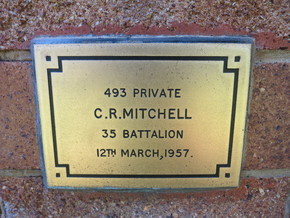 493 PRIVATE
C.R.MITCHELL
35 BATTALION
12TH MARCH, 1957.